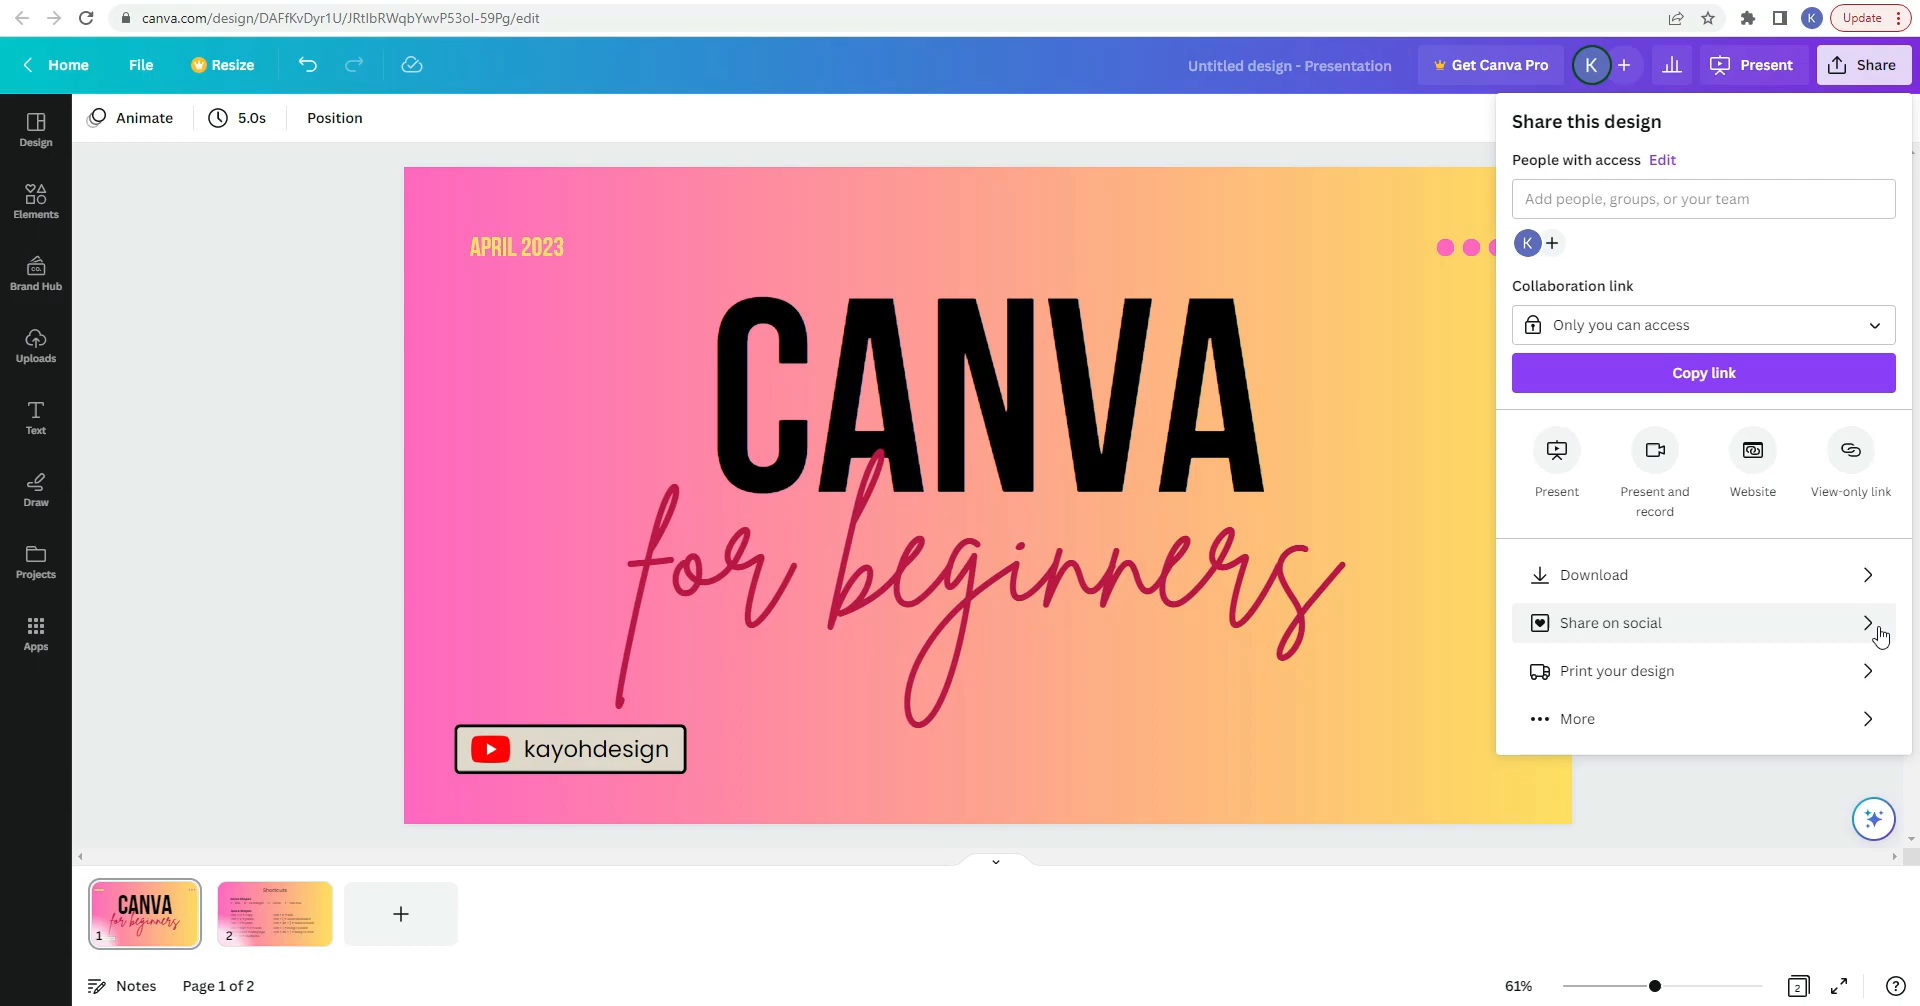 canva.com/design/DAFfKvDyr1U/JRtIbRWqbYwvP53oI-59Pg/edit
K
Update
Home
File
Resize
Untitled design - Presentation
Get Canva Pro
K
Present
Share
Design
Elements
CO.
Brand Hub
Uploads
Text
Draw
Projects
Apps
Animate
5.0s
Position
APRIL 2023
CANVA
for beginners
kayohdesign
Share this design
People with access Edit
Add people, groups, or your team
K
Collaboration link
Only you can access
Copy link
Present
Present and record
Website
View-only link
Download
Share on social
Print your design
More
CANVA
for beginners
1
Shortcuts
2
Notes
Page 1 of 2
61%
2
?